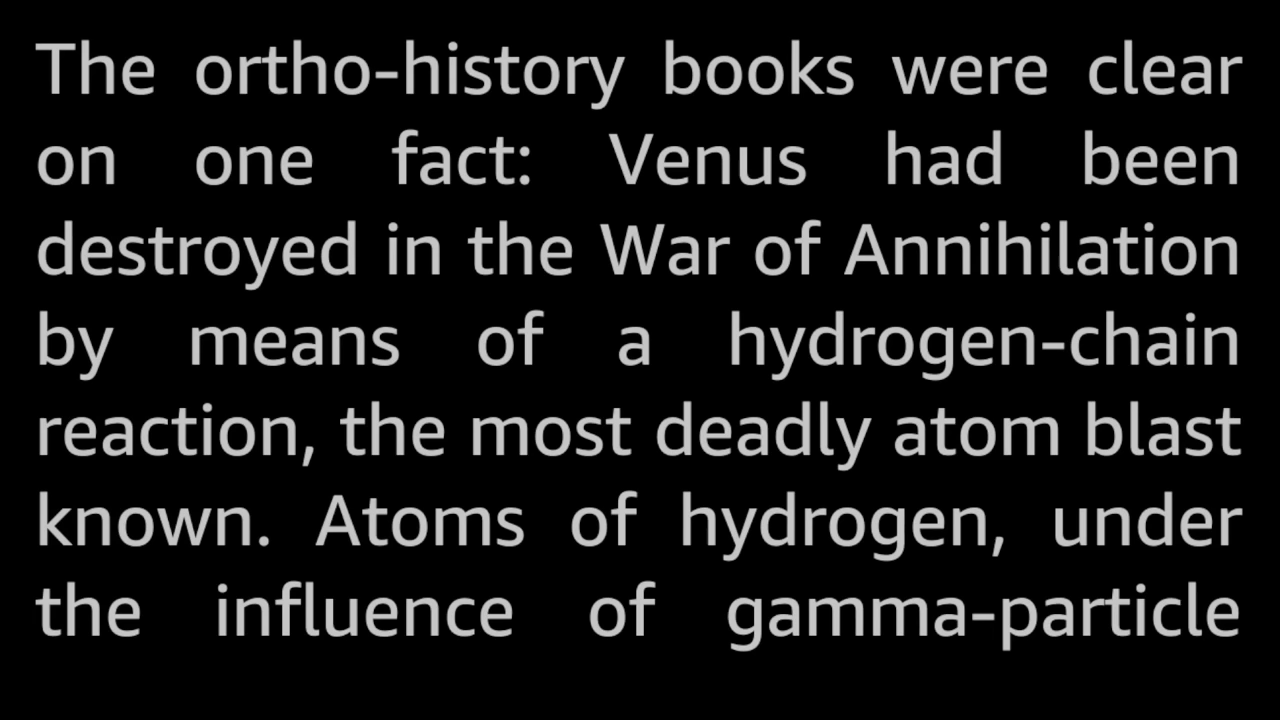 The ortho-history books were clear
on one fact: Venus had been
destroyed in the War of Annihilation
by means of a hydrogen-chain
reaction, the most deadly atom blast
known. Atoms of hydrogen, under
the influence of gamma-particle